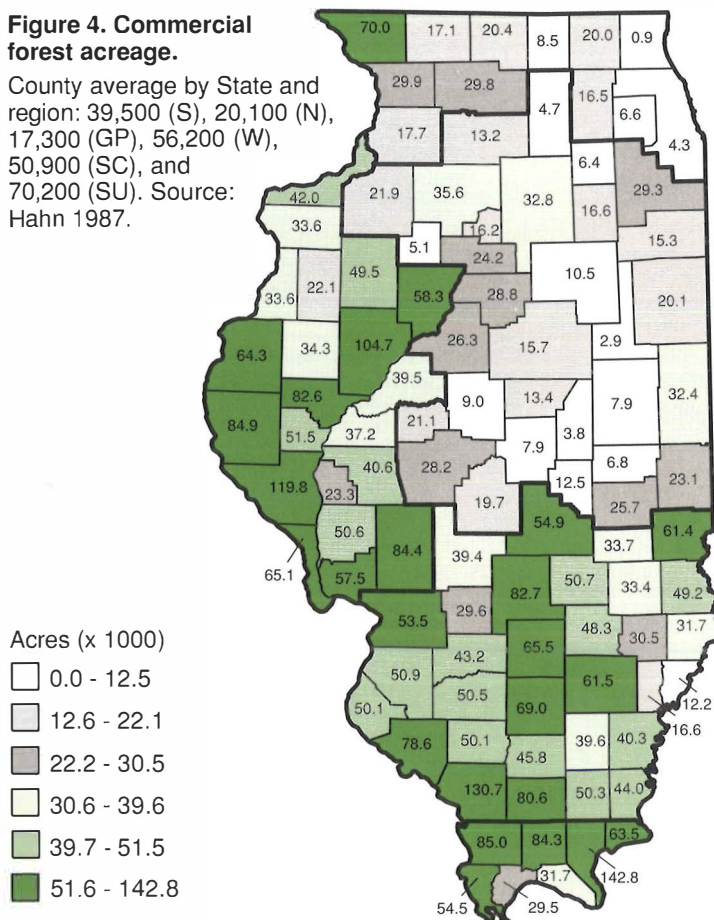 Figure 4. Commercial
forest acreage.
County average by State and
region: 39,500 (S), 20,100 (N),
17,300 (GP), 56,200 (W),
50,900 (SC), and
70,200 (SU). Source:
Hahn 1987.
70.0 17.1 20.4 8.5 20.0 0.9
29.9 29.8 4.7 16.5 6.6 4.3
17.7 13.2 6.4
42.0 21.9 35.6 32.8 16.6 29.3
33.6 5.1 16.2 15.3
33.6 22.1 49.5 24.2 10.5 20.1
58.3 28.8
64.3 34.3 104.7 26.3 15.7 2.9
39.5 32.4
84.9 82.6 9.0 13.4 7.9
51.5 37.2 21.1 7.9 3.8
119.8 23.3 40.6 28.2 12.5 6.8 23.1
19.7 25.7
65.1 50.6 84.4 39.4 54.9 33.7 61.4
57.5 82.7 50.7 33.4 49.2
53.5 29.6 65.5 48.3 30.5 31.7
50.9 43.2 61.5 12.2
50.1 50.5 69.0 16.6
78.6 50.1 45.8 39.6 40.3
130.7 80.6 50.3 44.0
85.0 84.3 63.5
54.5 29.5 31.7 142.8
Acres (x 1000)
0.0 - 12.5
12.6 - 22.1
22.2 - 30.5
30.6 - 39.6
39.7 - 51.5
51.6 - 142.8